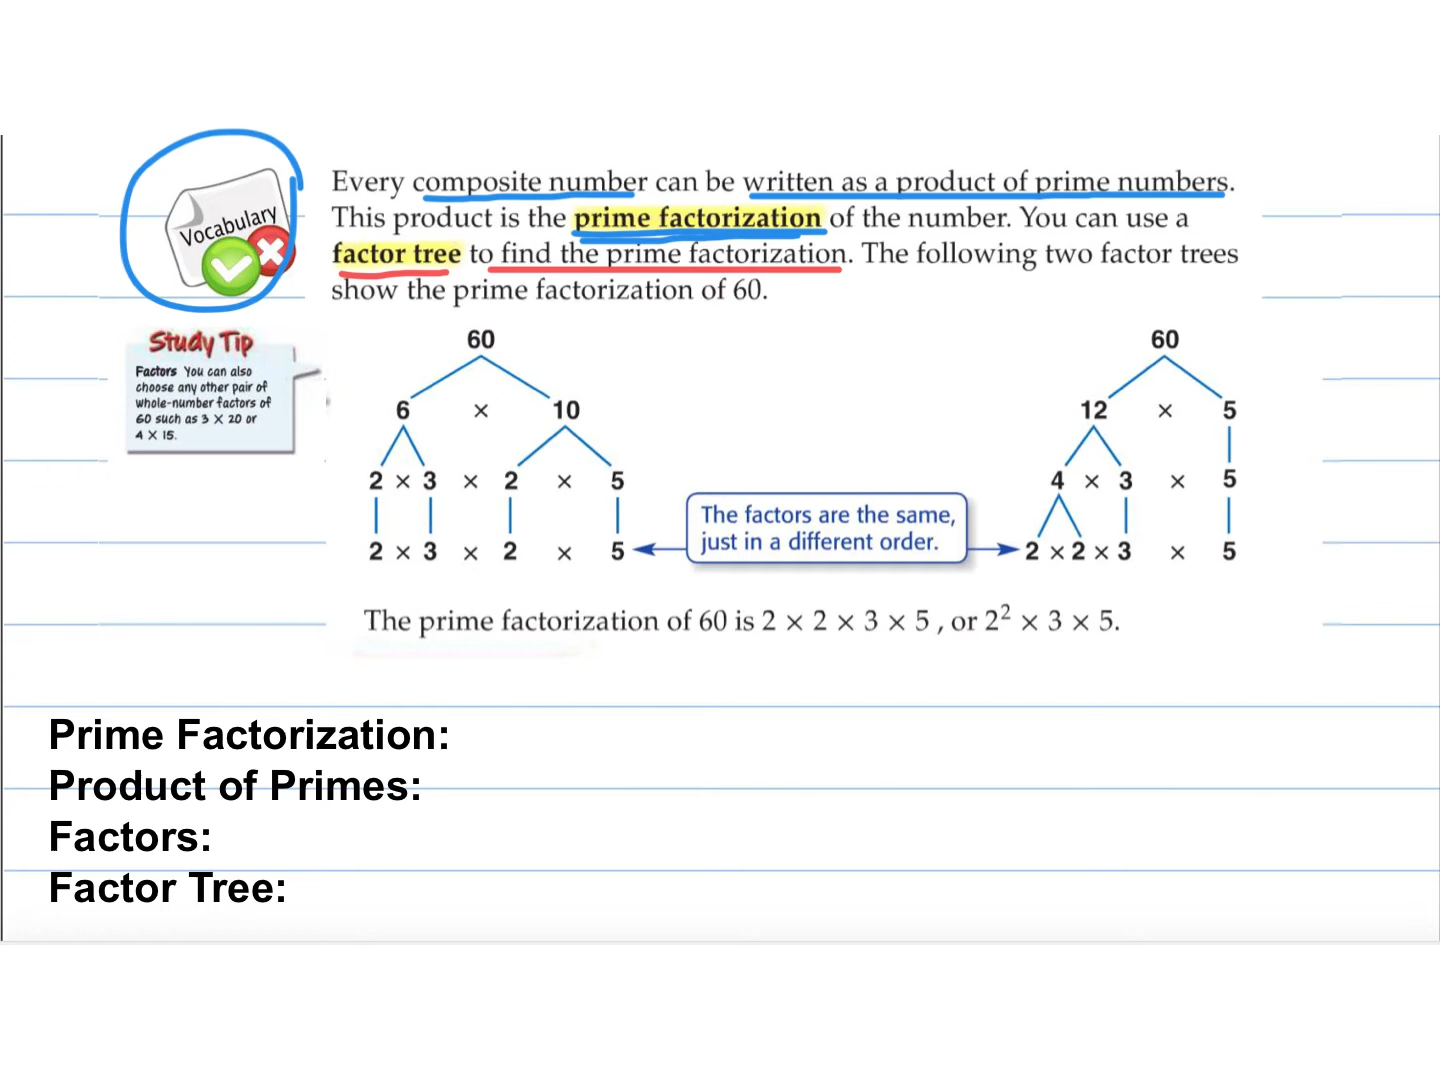 Every composite number can be written as a product of prime numbers.
This product is the prime factorization of the number. You can use a
factor tree to find the prime factorization. The following two factor trees
show the prime factorization of 60.
Vocabulary
Study Tip
Factors You can also
choose any other pair of
whole-number factors of
60 such as 3 × 20 or
4 × 15.
60
6 × 10
2 × 3 × 2 × 5
2 × 3 × 2 × 5
The factors are the same,
just in a different order.
60
12 × 5
4 × 3 × 5
2 × 2 × 3 × 5
The prime factorization of 60 is 2 × 2 × 3 × 5 , or 2² × 3 × 5.
Prime Factorization:
Product of Primes:
Factors:
Factor Tree: